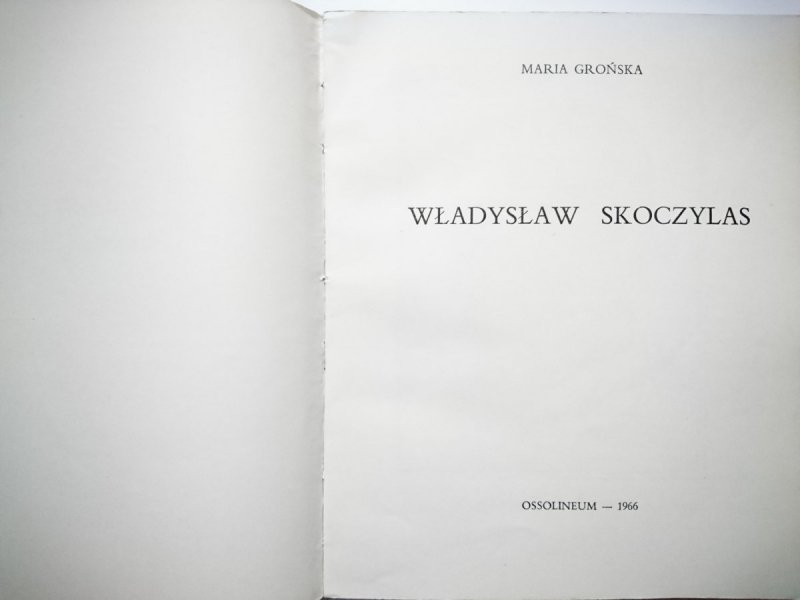 MARIA GROŃSKA
WŁADYSŁAW SKOCZYLAS
OSSOLINEUM — 1966